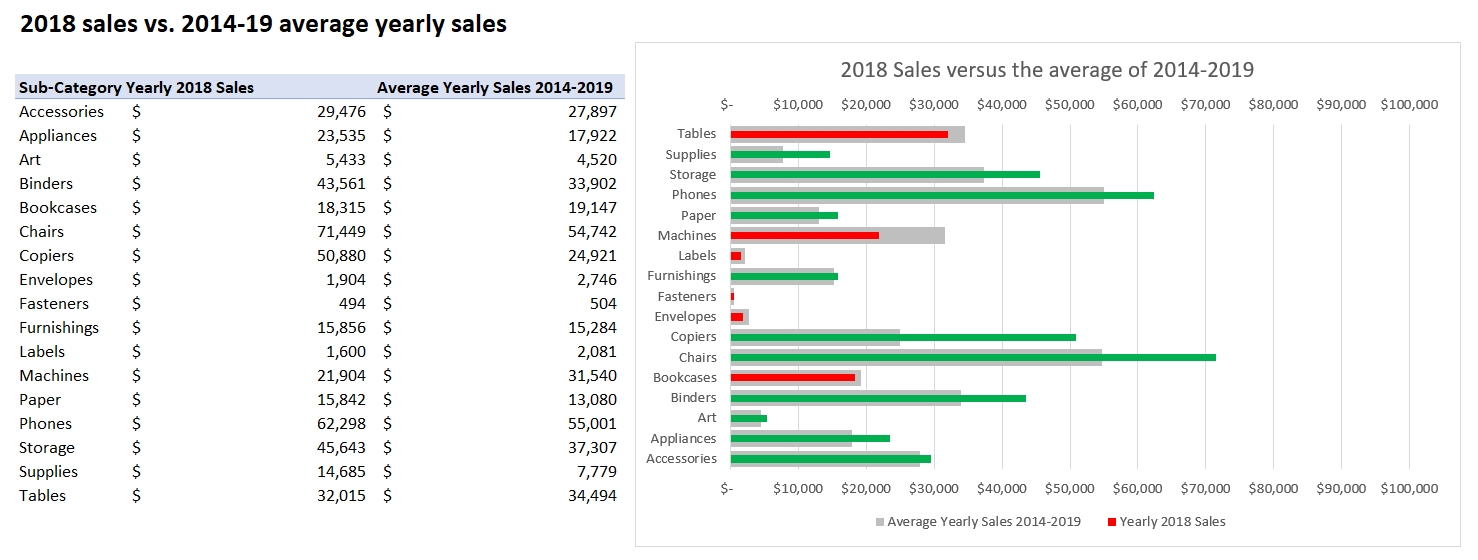 2018 sales vs. 2014-19 average yearly sales
Sub-Category Yearly 2018 Sales Average Yearly Sales 2014-2019
Accessories $ 29,476 $ 27,897
Appliances $ 23,535 $ 17,922
Art $ 5,433 $ 4,520
Binders $ 43,561 $ 33,902
Bookcases $ 18,315 $ 19,147
Chairs $ 71,449 $ 54,742
Copiers $ 50,880 $ 24,921
Envelopes $ 1,904 $ 2,746
Fasteners $ 494 $ 504
Furnishings $ 15,856 $ 15,284
Labels $ 1,600 $ 2,081
Machines $ 21,904 $ 31,540
Paper $ 15,842 $ 13,080
Phones $ 62,298 $ 55,001
Storage $ 45,643 $ 37,307
Supplies $ 14,685 $ 7,779
Tables $ 32,015 $ 34,494
2018 Sales versus the average of 2014-2019
$- $10,000 $20,000 $30,000 $40,000 $50,000 $60,000 $70,000 $80,000 $90,000 $100,000
Tables
Supplies
Storage
Phones
Paper
Machines
Labels
Furnishings
Fasteners
Envelopes
Copiers
Chairs
Bookcases
Binders
Art
Appliances
Accessories
$- $10,000 $20,000 $30,000 $40,000 $50,000 $60,000 $70,000 $80,000 $90,000 $100,000
Average Yearly Sales 2014-2019 Yearly 2018 Sales